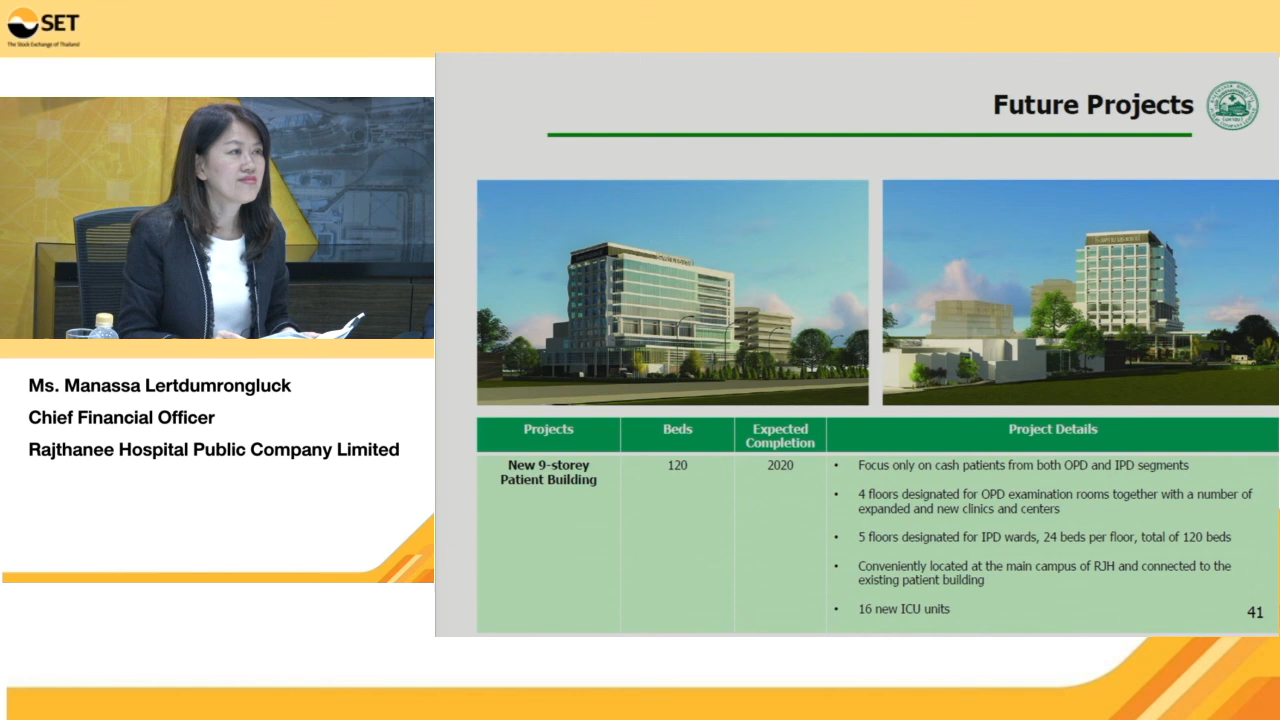 SET
The Stock Exchange of Thailand
Future Projects
Ms. Manassa Lertdumrongluck
Chief Financial Officer
Rajthanee Hospital Public Company Limited
Projects
Beds
Expected
Completion
Project Details
New 9-storey
Patient Building
120
2020
• Focus only on cash patients from both OPD and IPD segments
• 4 floors designated for OPD examination rooms together with a number of
expanded and new clinics and centers
• 5 floors designated for IPD wards, 24 beds per floor, total of 120 beds
• Conveniently located at the main campus of RJH and connected to the
existing patient building
• 16 new ICU units
41